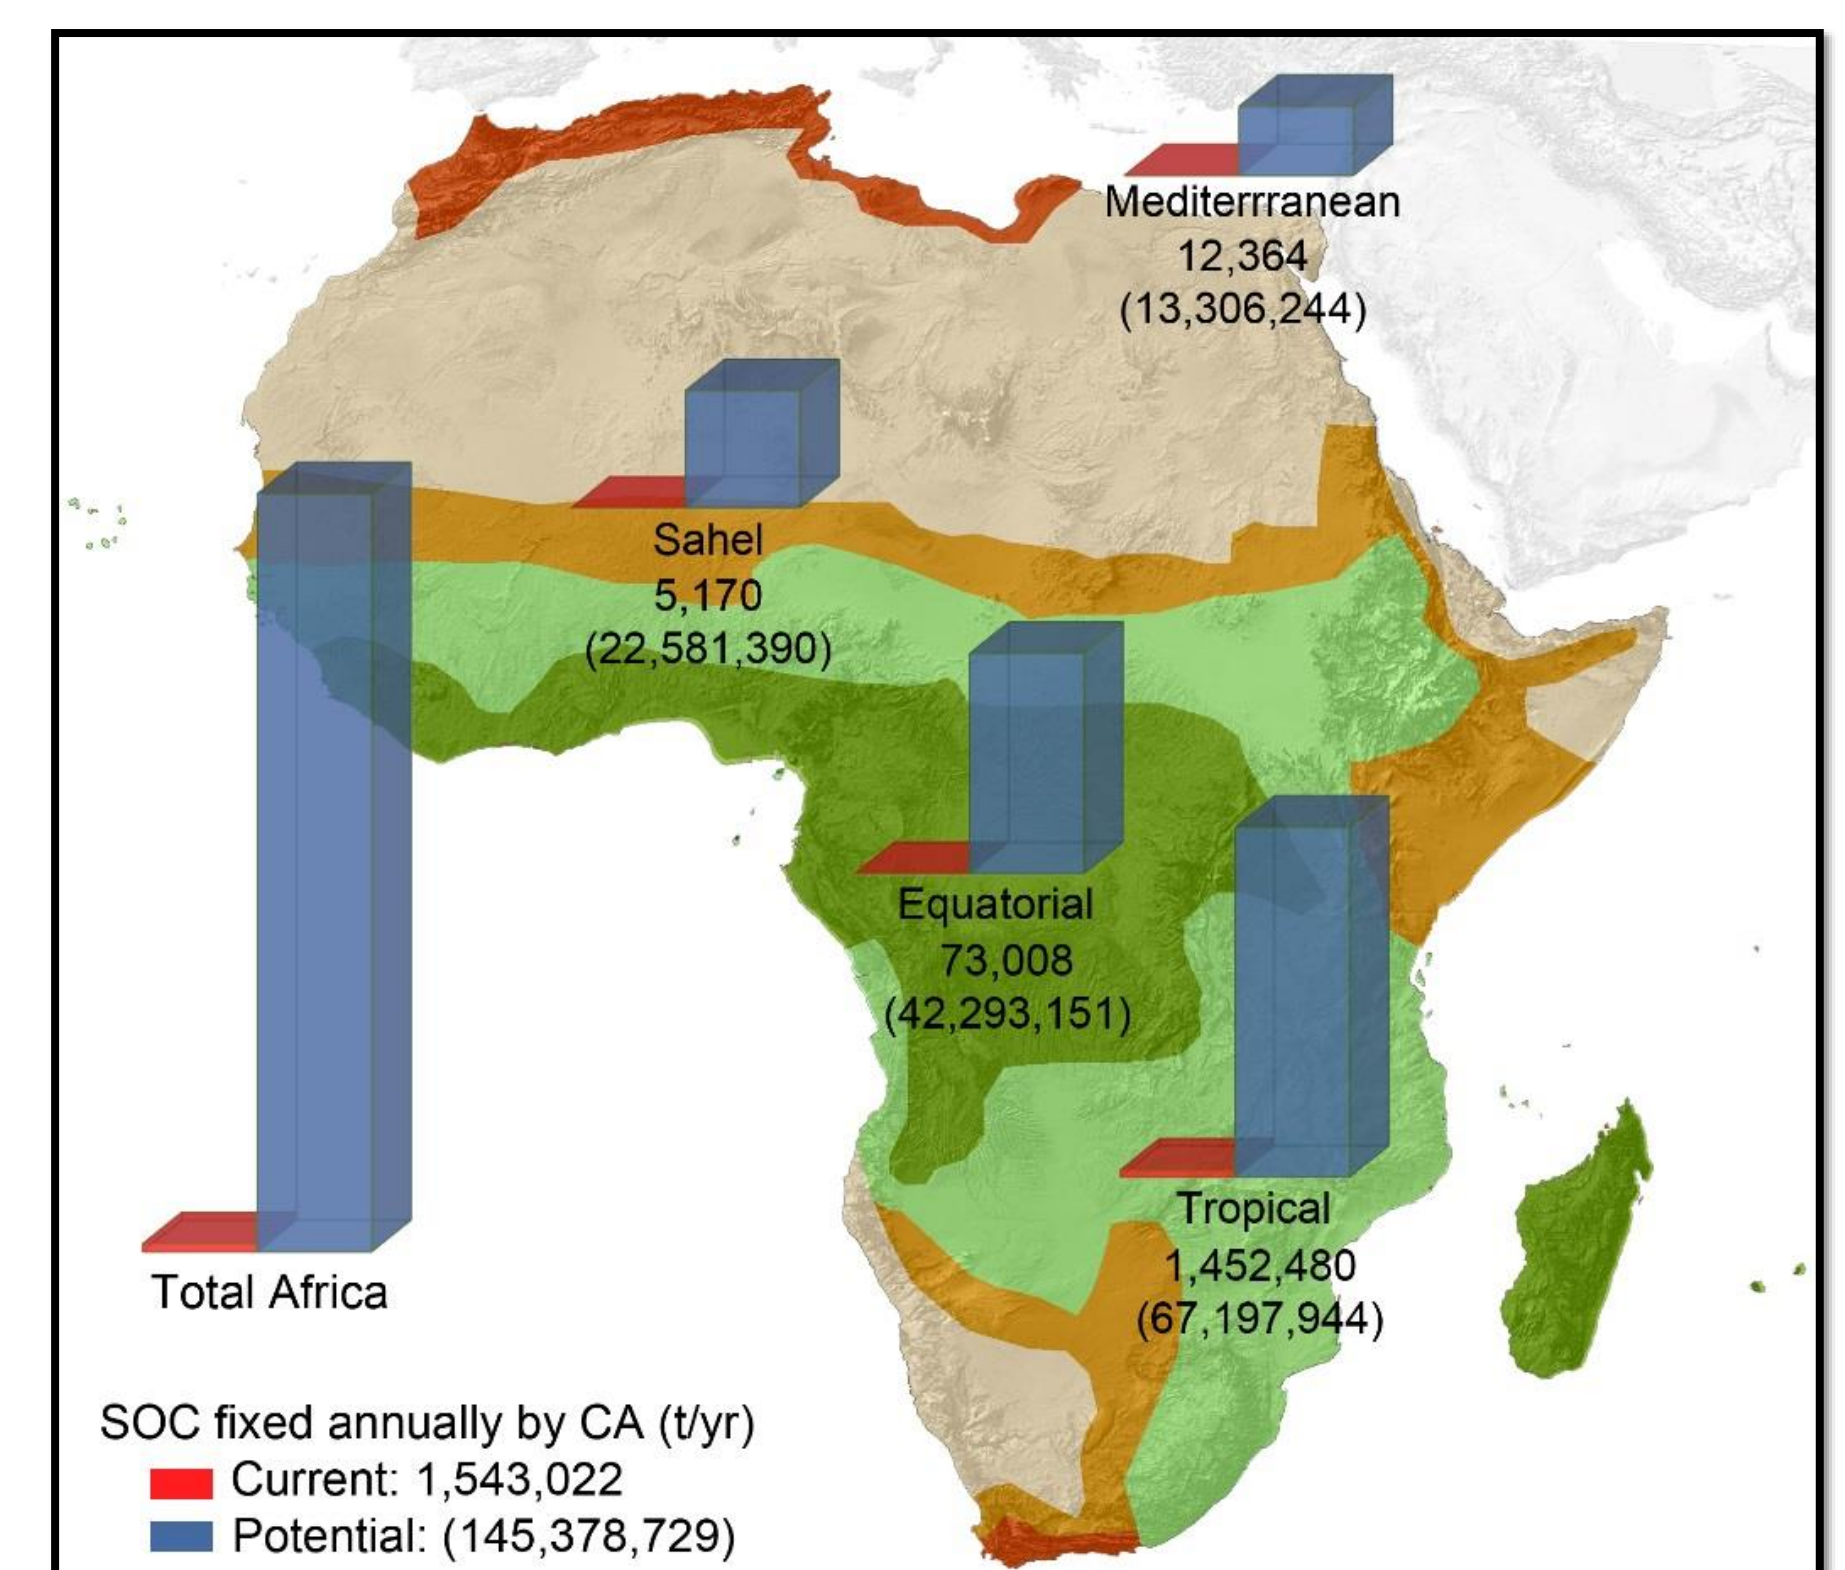 Mediterrranean
12,364
(13,306,244)
Sahel
5,170
(22,581,390)
Equatorial
73,008
(42,293,151)
Tropical
1,452,480
(67,197,944)
Total Africa
SOC fixed annually by CA (t/yr)
Current: 1,543,022
Potential: (145,378,729)